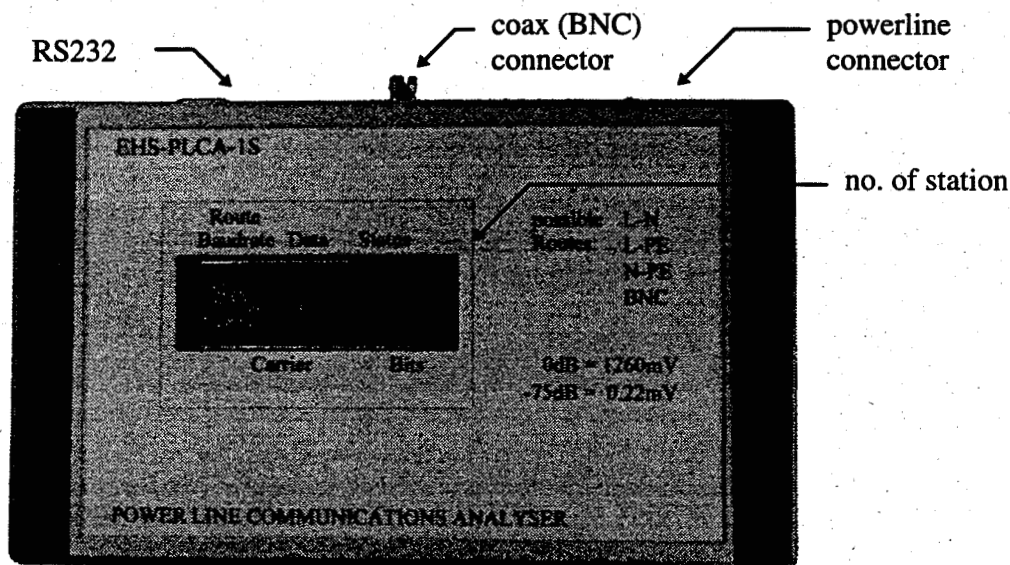 RS232
coax (BNC)
connector
powerline
connector
no. of station
EHS-PLCA-1S
Route
Baudrate Data Status
Carrier Bits
possible L-N
Routes: L-PE
N-PE
BNC
0dB = 1260mV
-75dB = 0.22mV
POWER LINE COMMUNICATIONS ANALYSER